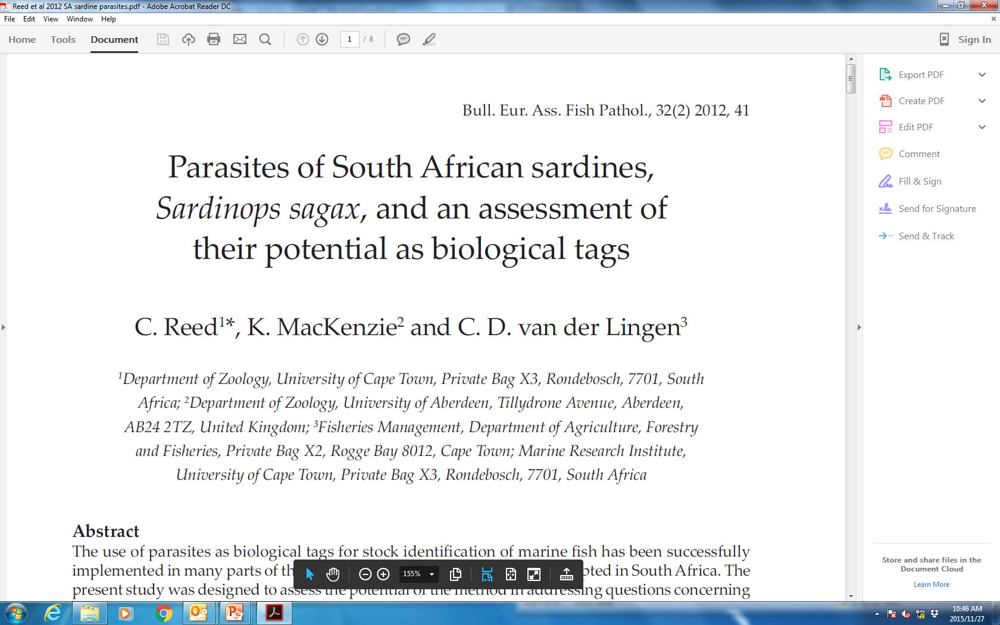 Reed et al 2012 SA sardine parasites.pdf - Adobe Acrobat Reader DC
File Edit View Window Help
Home Tools Document 1 / 8 Sign In
Bull. Eur. Ass. Fish Pathol., 32(2) 2012, 41
Parasites of South African sardines,
Sardinops sagax, and an assessment of
their potential as biological tags
C. Reed1*, K. MacKenzie2 and C. D. van der Lingen3
1Department of Zoology, University of Cape Town, Private Bag X3, Rondebosch, 7701, South
Africa; 2Department of Zoology, University of Aberdeen, Tillydrone Avenue, Aberdeen,
AB24 2TZ, United Kingdom; 3Fisheries Management, Department of Agriculture, Forestry
and Fisheries, Private Bag X2, Rogge Bay 8012, Cape Town; Marine Research Institute,
University of Cape Town, Private Bag X3, Rondebosch, 7701, South Africa
Abstract
The use of parasites as biological tags for stock identification of marine fish has been successfully
implemented in many parts of th pted in South Africa. The
present study was designed to assess the potential of the method in addressing questions concerning
155%
Export PDF
Create PDF
Edit PDF
Comment
Fill & Sign
Send for Signature
Send & Track
Store and share files in the
Document Cloud
Learn More
10:46 AM
2015/11/27